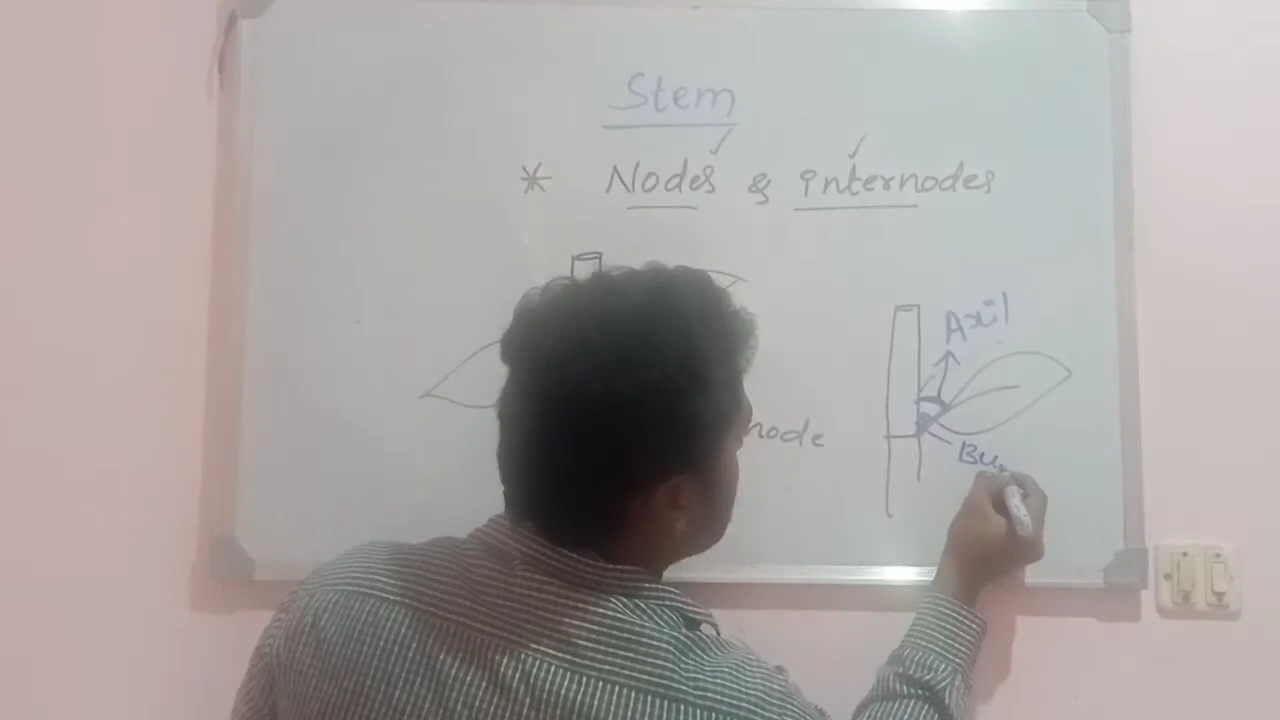 Stem
* Nodes & internodes
Axil
node
Bu